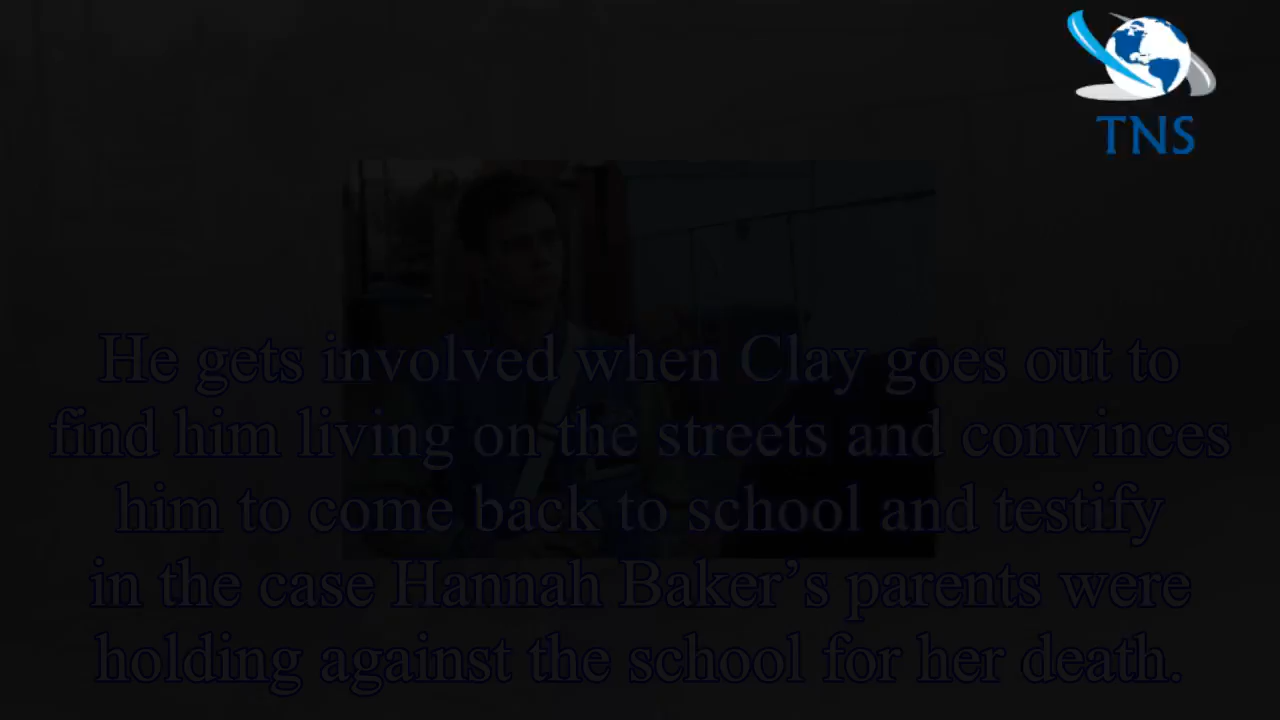 TNS
He gets involved when Clay goes out to
find him living on the streets and convinces
him to come back to school and testify
in the case Hannah Baker’s parents were
holding against the school for her death.